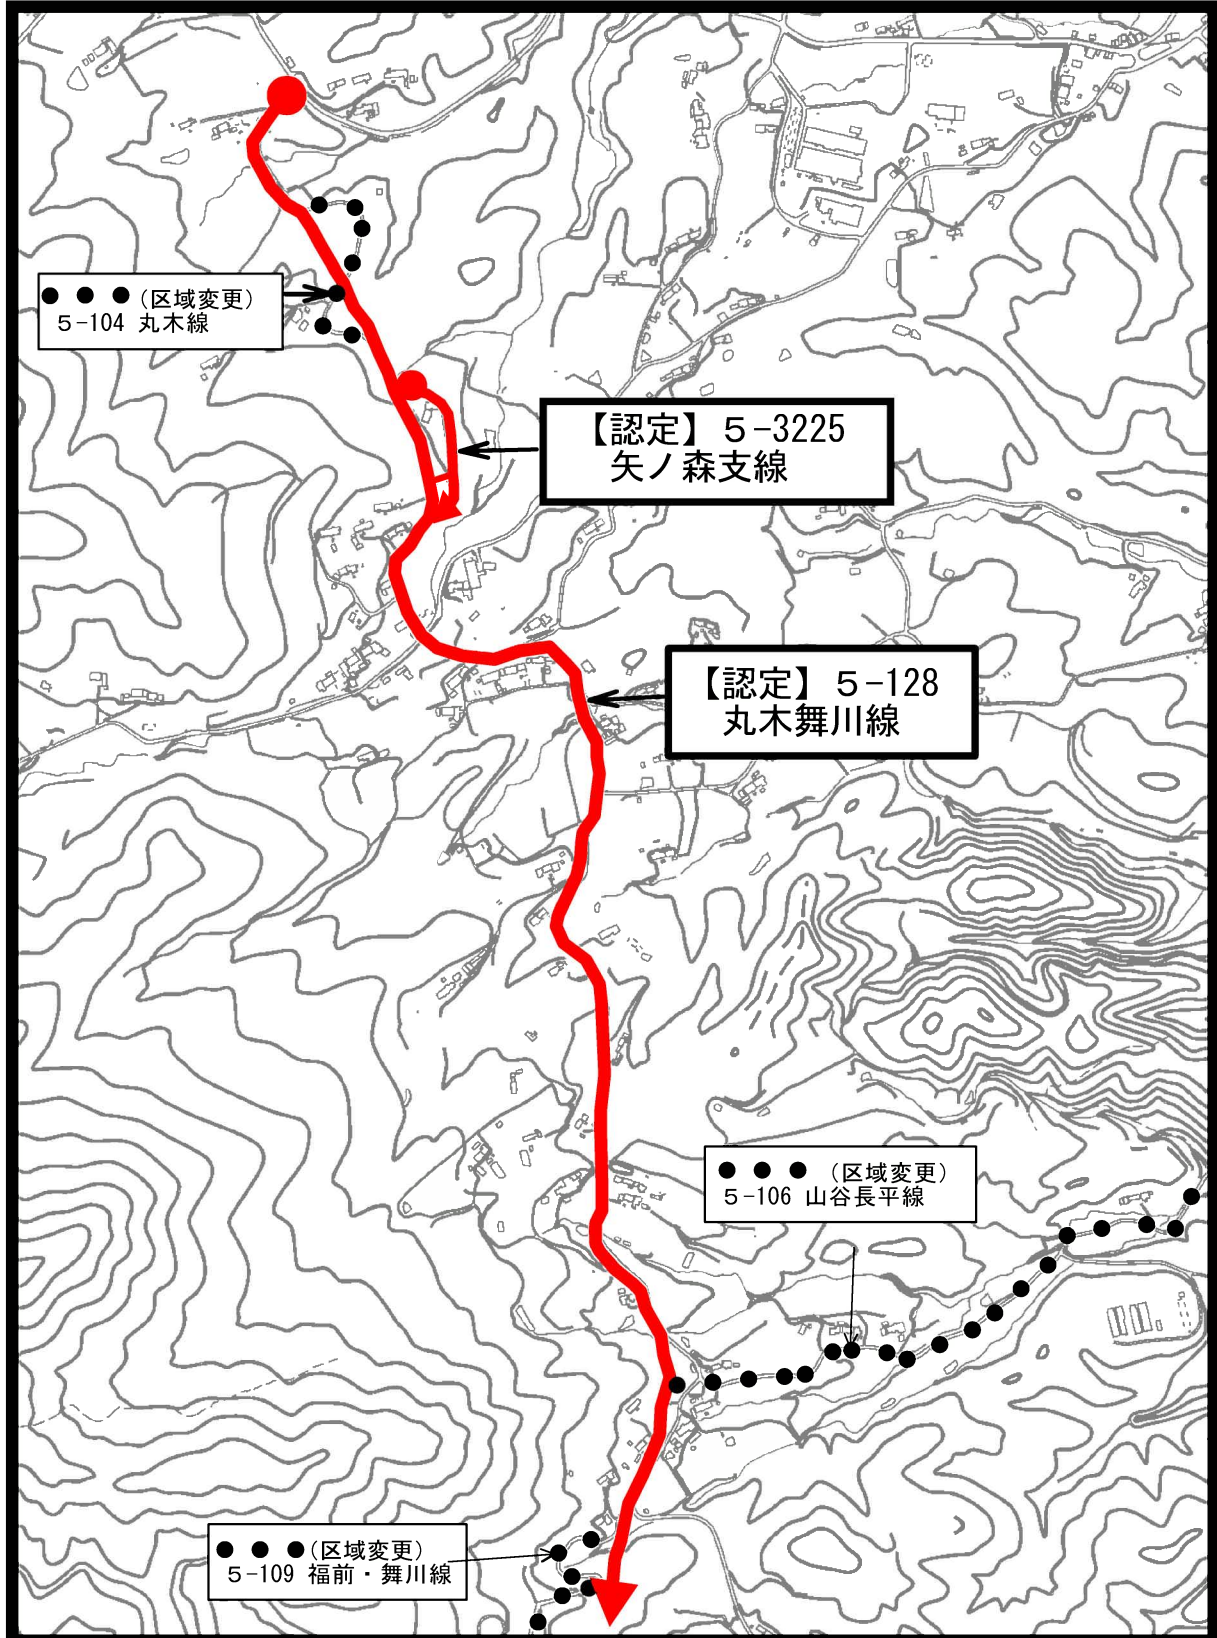 ● ● ●(区域変更)
5-104 丸木線
【認定】5-3225
矢ノ森支線
【認定】5-128
丸木舞川線
● ● ● (区域変更)
5-106 山谷長平線
● ● ●(区域変更)
5-109 福前・舞川線